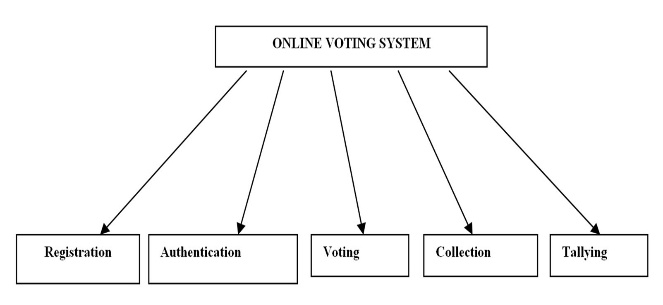 ONLINE VOTING SYSTEM
Registration
Authentication
Voting
Collection
Tallying